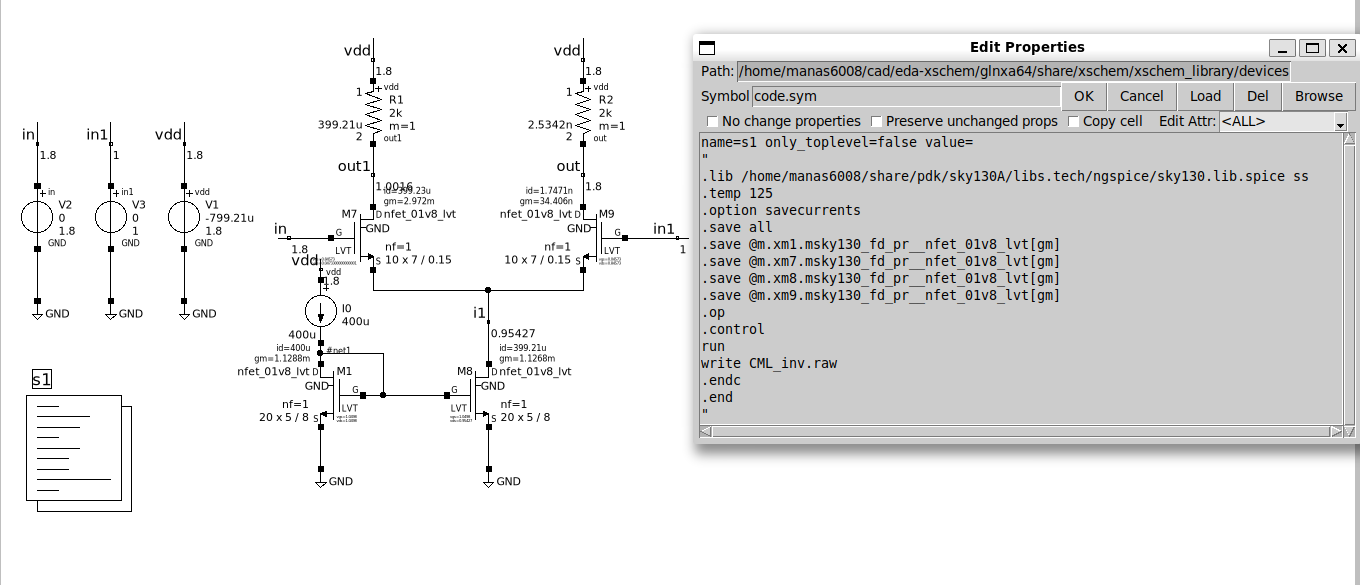 Edit Properties
Path: /home/manas6008/cad/eda-xschem/glnxa64/share/xschem/xschem_library/devices
Symbol code.sym OK Cancel Load Del Browse
No change properties Preserve unchanged props Copy cell Edit Attr: <ALL>
name=s1 only_toplevel=false value=
"
.lib /home/manas6008/share/pdk/sky130A/libs.tech/ngspice/sky130.lib.spice ss
.temp 125
.option savecurrents
.save all
.save @m.xm1.msky130_fd_pr__nfet_01v8_lvt[gm]
.save @m.xm7.msky130_fd_pr__nfet_01v8_lvt[gm]
.save @m.xm8.msky130_fd_pr__nfet_01v8_lvt[gm]
.save @m.xm9.msky130_fd_pr__nfet_01v8_lvt[gm]
.op
.control
run
write CML_inv.raw
.endc
.end
"
in
1.8
in
V2
0
1.8
GND
GND
in1
1
in1
V3
0
1
GND
GND
vdd
1.8
vdd
V1
-799.21u
1.8
GND
GND
s1
vdd
1.8
1
vdd
R1
2k
399.21u
m=1
2
out1
out1
1.0016
id=399.23u
gm=2.972m
M7
D
nfet_01v8_lvt
in
1.8
G
GND
LVT
nf=1
S
10 x 7 / 0.15
vdd
1.8
1
vdd
R2
2k
2.5342n
m=1
2
out
out
1.8
id=1.7471n
gm=34.406n
nfet_01v8_lvt
D
M9
GND
G
in1
1
LVT
nf=1
10 x 7 / 0.15
S
vdd
vdd
1.8
I0
400u
400u
id=400u
gm=1.1288m
#net1
nfet_01v8_lvt
D
M1
GND
G
LVT
nf=1
20 x 5 / 8
S
GND
i1
0.95427
id=399.21u
gm=1.1268m
M8
D
nfet_01v8_lvt
G
GND
LVT
nf=1
S
20 x 5 / 8
GND